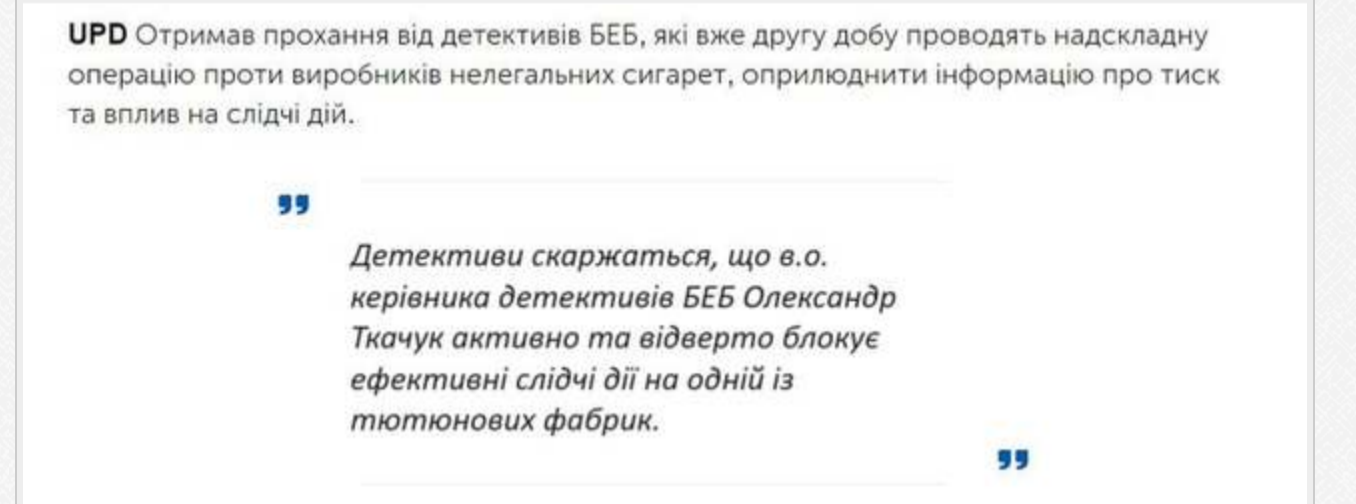 UPD Отримав прохання від детективів БЕБ, які вже другу добу проводять надскладну
операцію проти виробників нелегальних сигарет, оприлюднити інформацію про тиск
та вплив на слідчі дій.
Детективи скаржаться, що в.о.
керівника детективів БЕБ Олександр
Ткачук активно та відверто блокує
ефективні слідчі дії на одній із
тютюнових фабрик.